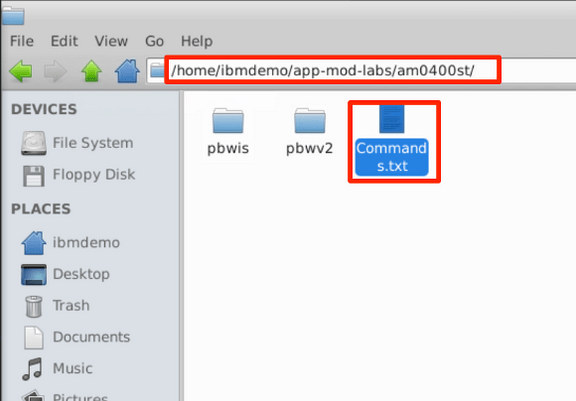 File Edit View Go Help
/home/ibmdemo/app-mod-labs/am0400st/
DEVICES
File System
Floppy Disk
PLACES
ibmdemo
Desktop
Trash
Documents
Music
Pictures
pbwis
pbwv2
Command
s.txt